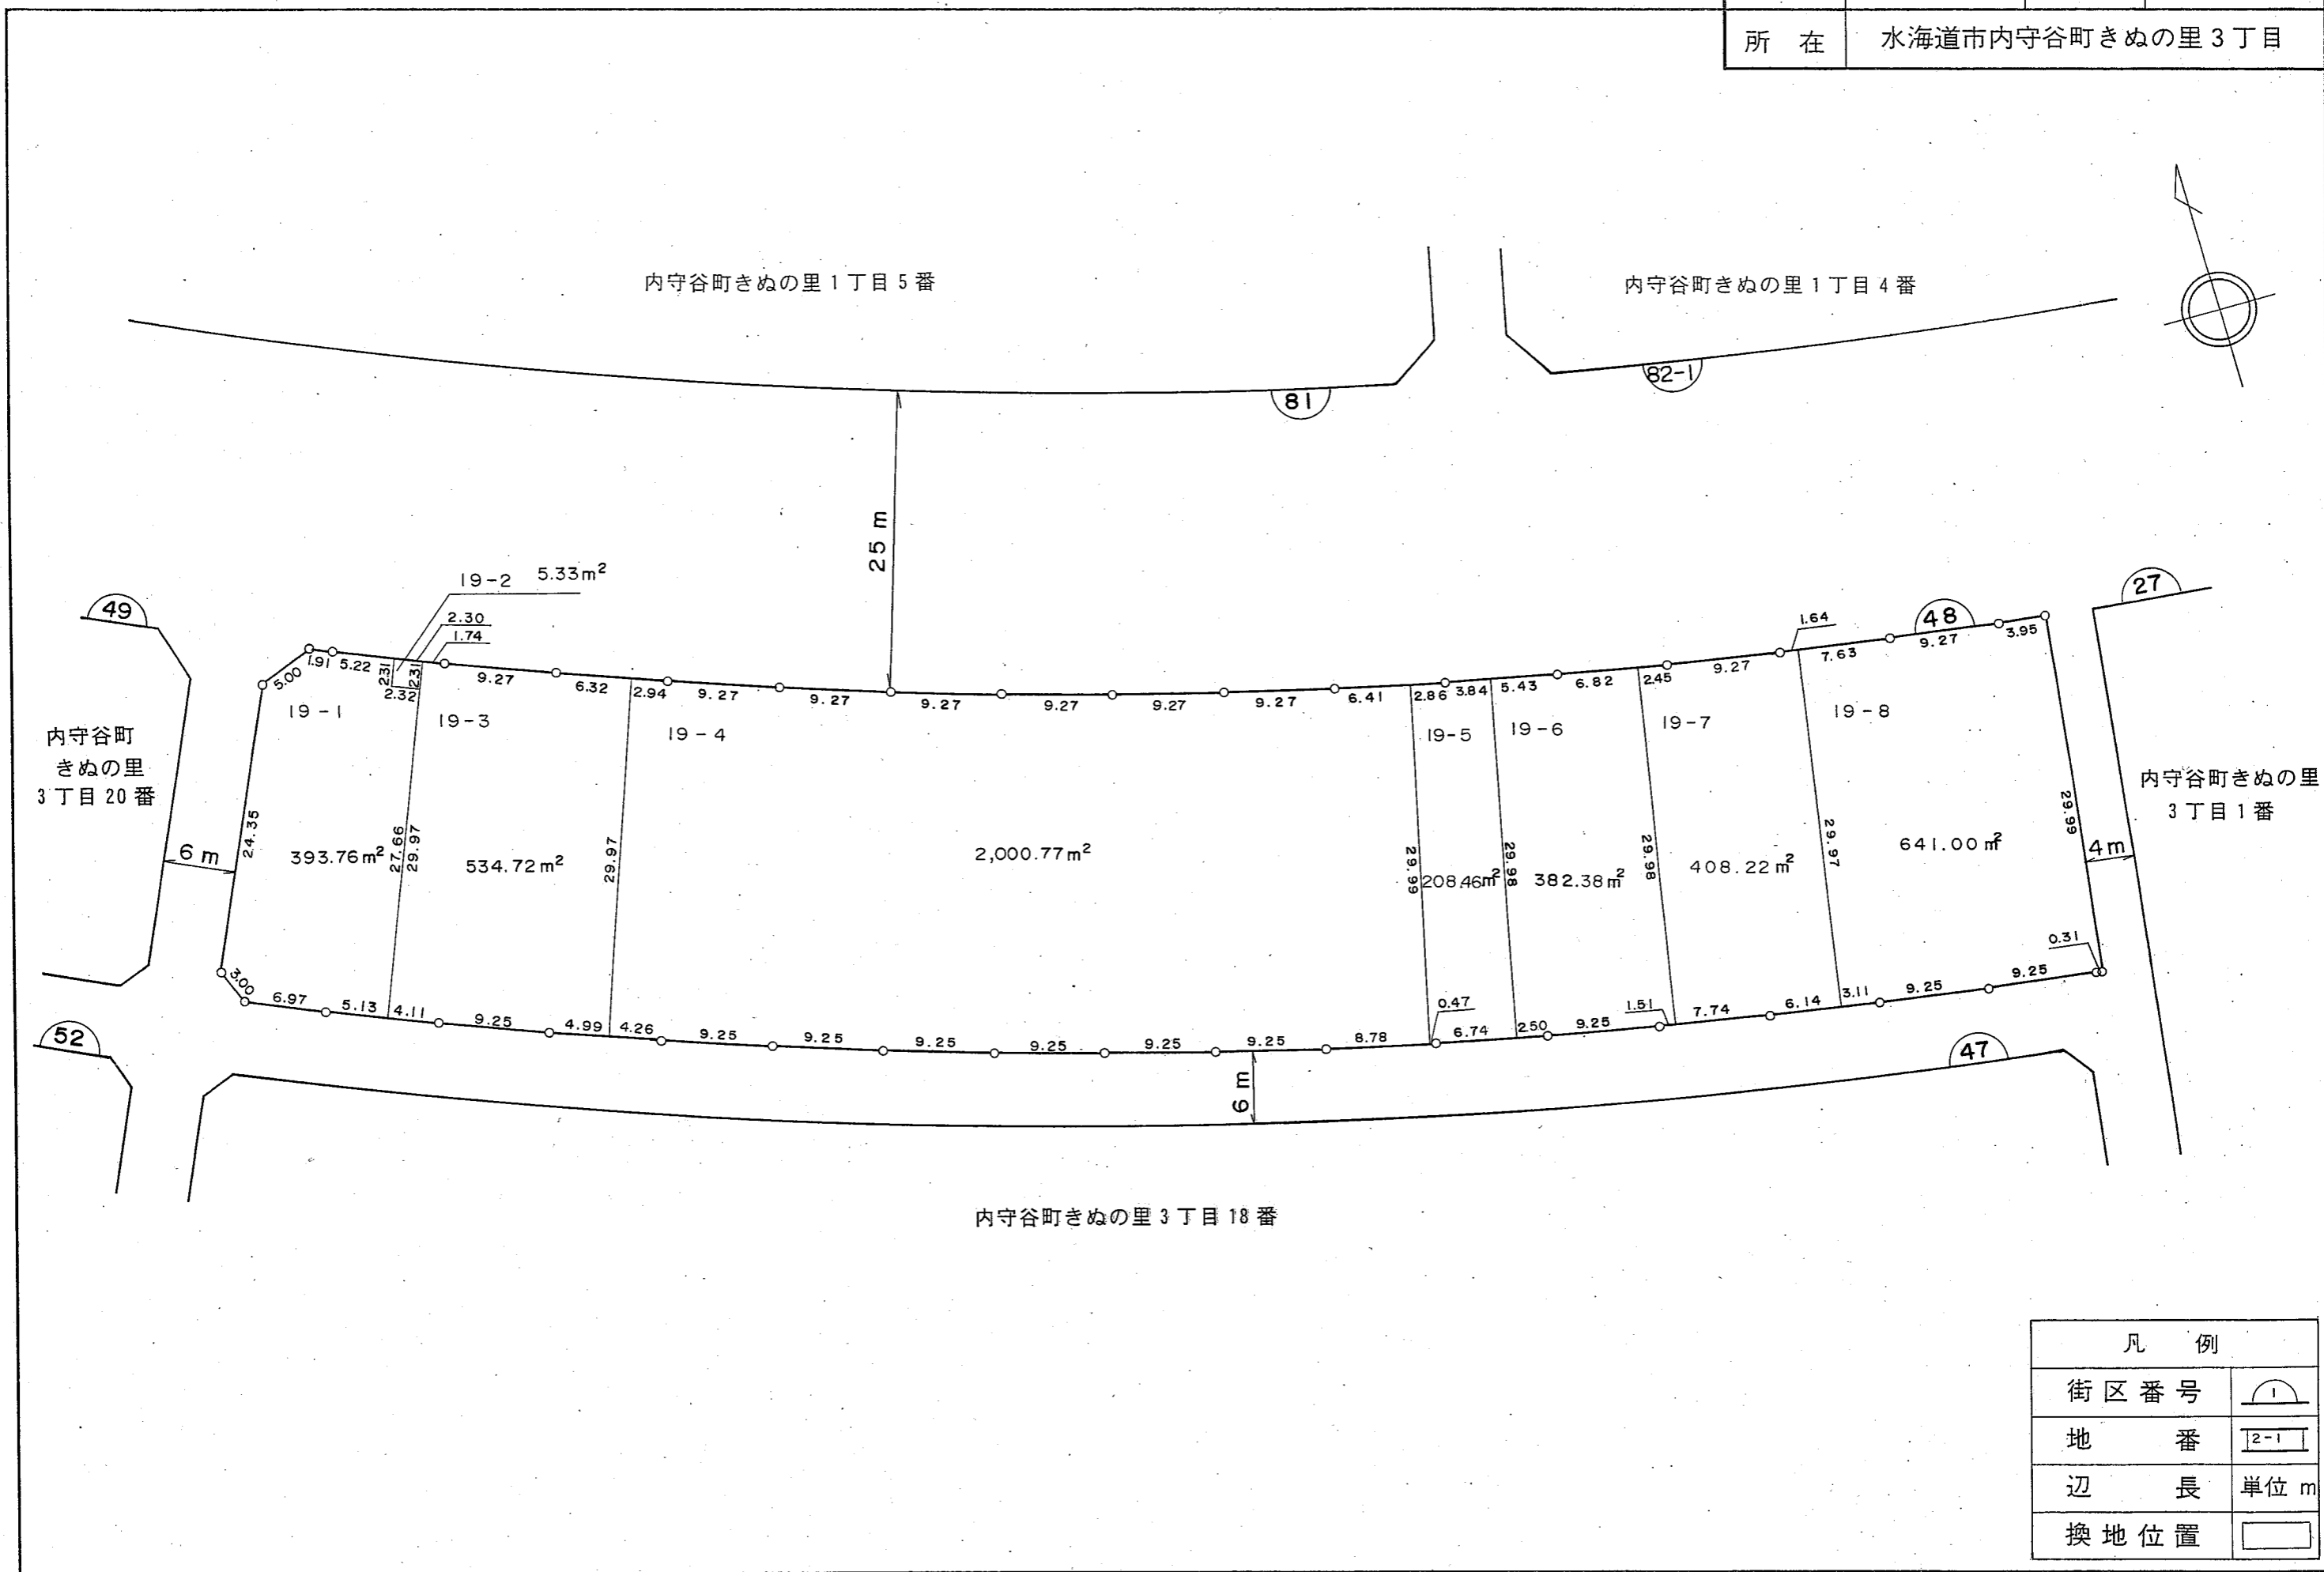 所 在 水海道市内守谷町きぬの里3丁目
内守谷町きぬの里1丁目5番
内守谷町きぬの里1丁目4番
81
82-1
25 m
19-2 5.33m²
2.30
1.74
49
27
48
1.64
5.00
1.91
5.22
2.31
2.32
2.31
9.27
6.32
2.94
9.27
9.27
9.27
9.27
9.27
9.27
6.41
2.86
3.84
5.43
6.82
2.45
9.27
7.63
9.27
3.95
19-1
19-3
19-4
19-5
19-6
19-7
19-8
内守谷町
きぬの里
3丁目20番
内守谷町きぬの里
3丁目1番
6 m
24.35
393.76m²
27.66
29.97
534.72m²
29.97
2,000.77m²
29.99
208.46m²
29.98
382.38m²
29.98
408.22m²
29.97
641.00m²
29.99
4m
3.00
6.97
5.13
4.11
9.25
4.99
4.26
9.25
9.25
9.25
9.25
9.25
9.25
8.78
0.47
6.74
2.50
9.25
1.51
7.74
6.14
3.11
9.25
9.25
0.31
52
47
6 m
内守谷町きぬの里3丁目18番
凡 例
街区番号 1
地 番 2-1
辺 長 単位 m
換地位置